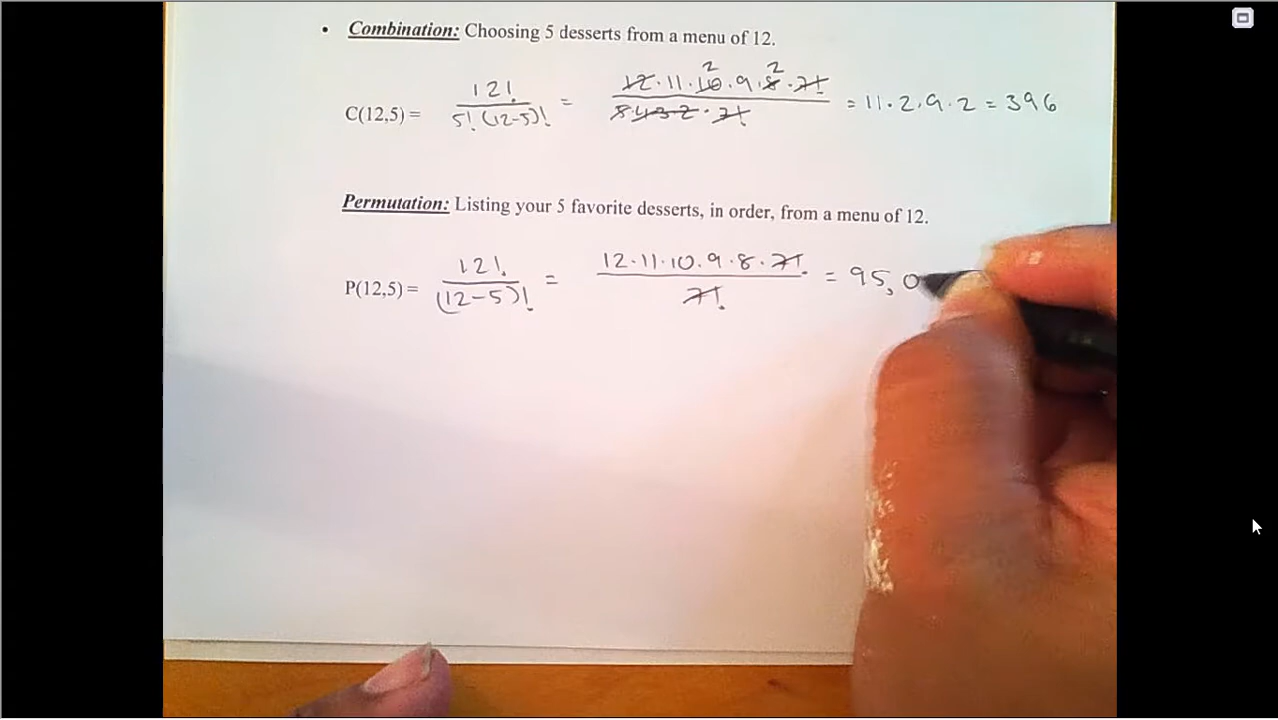 • Combination: Choosing 5 desserts from a menu of 12.
C(12,5) = 12! / 5!(12-5)! = 12·11·10·9·8·7! / 5·4·3·2·7! = 11·2·9·2 = 396
2 2
Permutation: Listing your 5 favorite desserts, in order, from a menu of 12.
P(12,5) = 12! / (12-5)! = 12·11·10·9·8·7! / 7! = 95,0